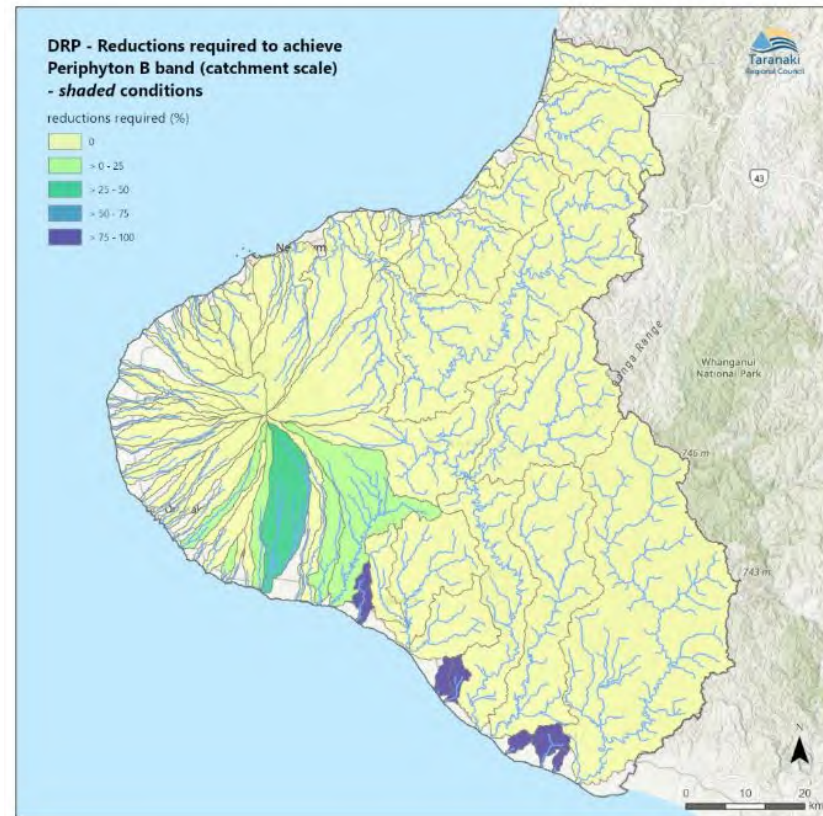 DRP - Reductions required to achieve
Periphyton B band (catchment scale)
- shaded conditions
reductions required (%)
0
> 0 - 25
> 25 - 50
> 50 - 75
> 75 - 100
Taranaki
Regional Council
43
Whanganui
National Park
Range
746 m
743 m
N
0 10 20
km